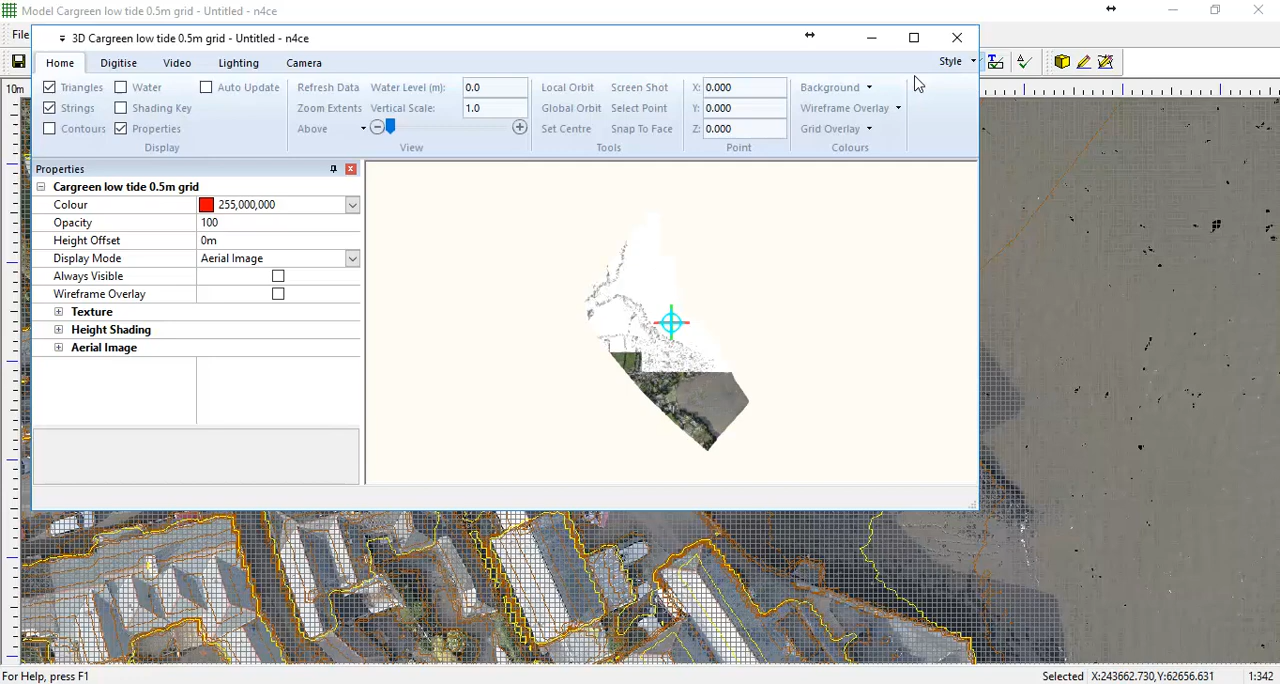 Model Cargreen low tide 0.5m grid - Untitled - n4ce
File
3D Cargreen low tide 0.5m grid - Untitled - n4ce
Home Digitise Video Lighting Camera Style
Triangles Water Auto Update Refresh Data Water Level (m): 0.0 Local Orbit Screen Shot X: 0.000 Background
Strings Shading Key Zoom Extents Vertical Scale: 1.0 Global Orbit Select Point Y: 0.000 Wireframe Overlay
Contours Properties Above Set Centre Snap To Face Z: 0.000 Grid Overlay
Display View Tools Point Colours
10m
Properties
Cargreen low tide 0.5m grid
Colour 255,000,000
Opacity 100
Height Offset 0m
Display Mode Aerial Image
Always Visible
Wireframe Overlay
Texture
Height Shading
Aerial Image
For Help, press F1 Selected X:243662.730,Y:62656.631 1:342